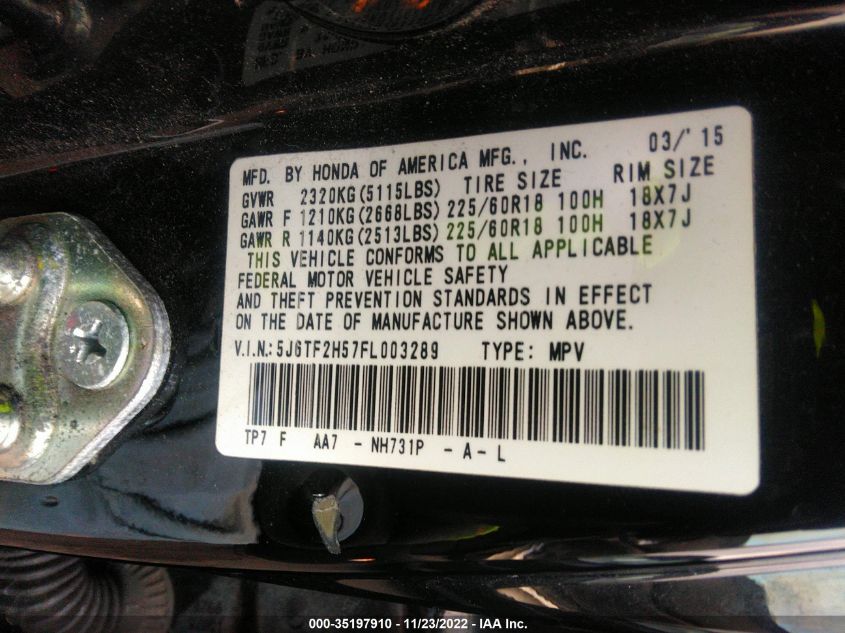 MFD. BY HONDA OF AMERICA MFG., INC. 03/'15
GVWR 2320KG(5115LBS) TIRE SIZE RIM SIZE
GAWR F 1210KG(2668LBS) 225/60R18 100H 18X7J
GAWR R 1140KG(2513LBS) 225/60R18 100H 18X7J
THIS VEHICLE CONFORMS TO ALL APPLICABLE
FEDERAL MOTOR VEHICLE SAFETY
AND THEFT PREVENTION STANDARDS IN EFFECT
ON THE DATE OF MANUFACTURE SHOWN ABOVE.
V.I.N.: 5J6TF2H57FL003289 TYPE: MPV
TP7 F AA7 - NH731P - A - L
000-35197910 - 11/23/2022 - IAA Inc.